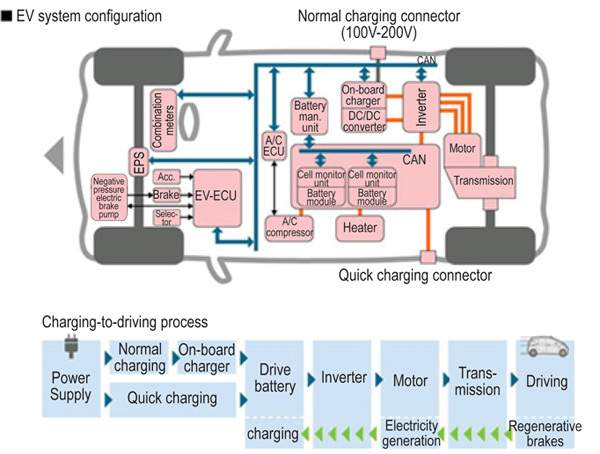 ■ EV system configuration
Normal charging connector
(100V-200V)
CAN
Combination
meters
Battery
man.
unit
On-board
charger
DC/DC
converter
Inverter
EPS
A/C
ECU
CAN
Motor
Transmission
Negative
pressure
electric
brake
pump
Acc.
Brake
Selec-
tor
EV-ECU
Cell monitor
unit
Battery
module
Cell monitor
unit
Battery
module
A/C
compressor
Heater
Quick charging connector
Charging-to-driving process
Power
Supply
Normal
charging
On-board
charger
Quick charging
Drive
battery
Inverter
Motor
Trans-
mission
Driving
charging
Electricity
generation
Regenerative
brakes